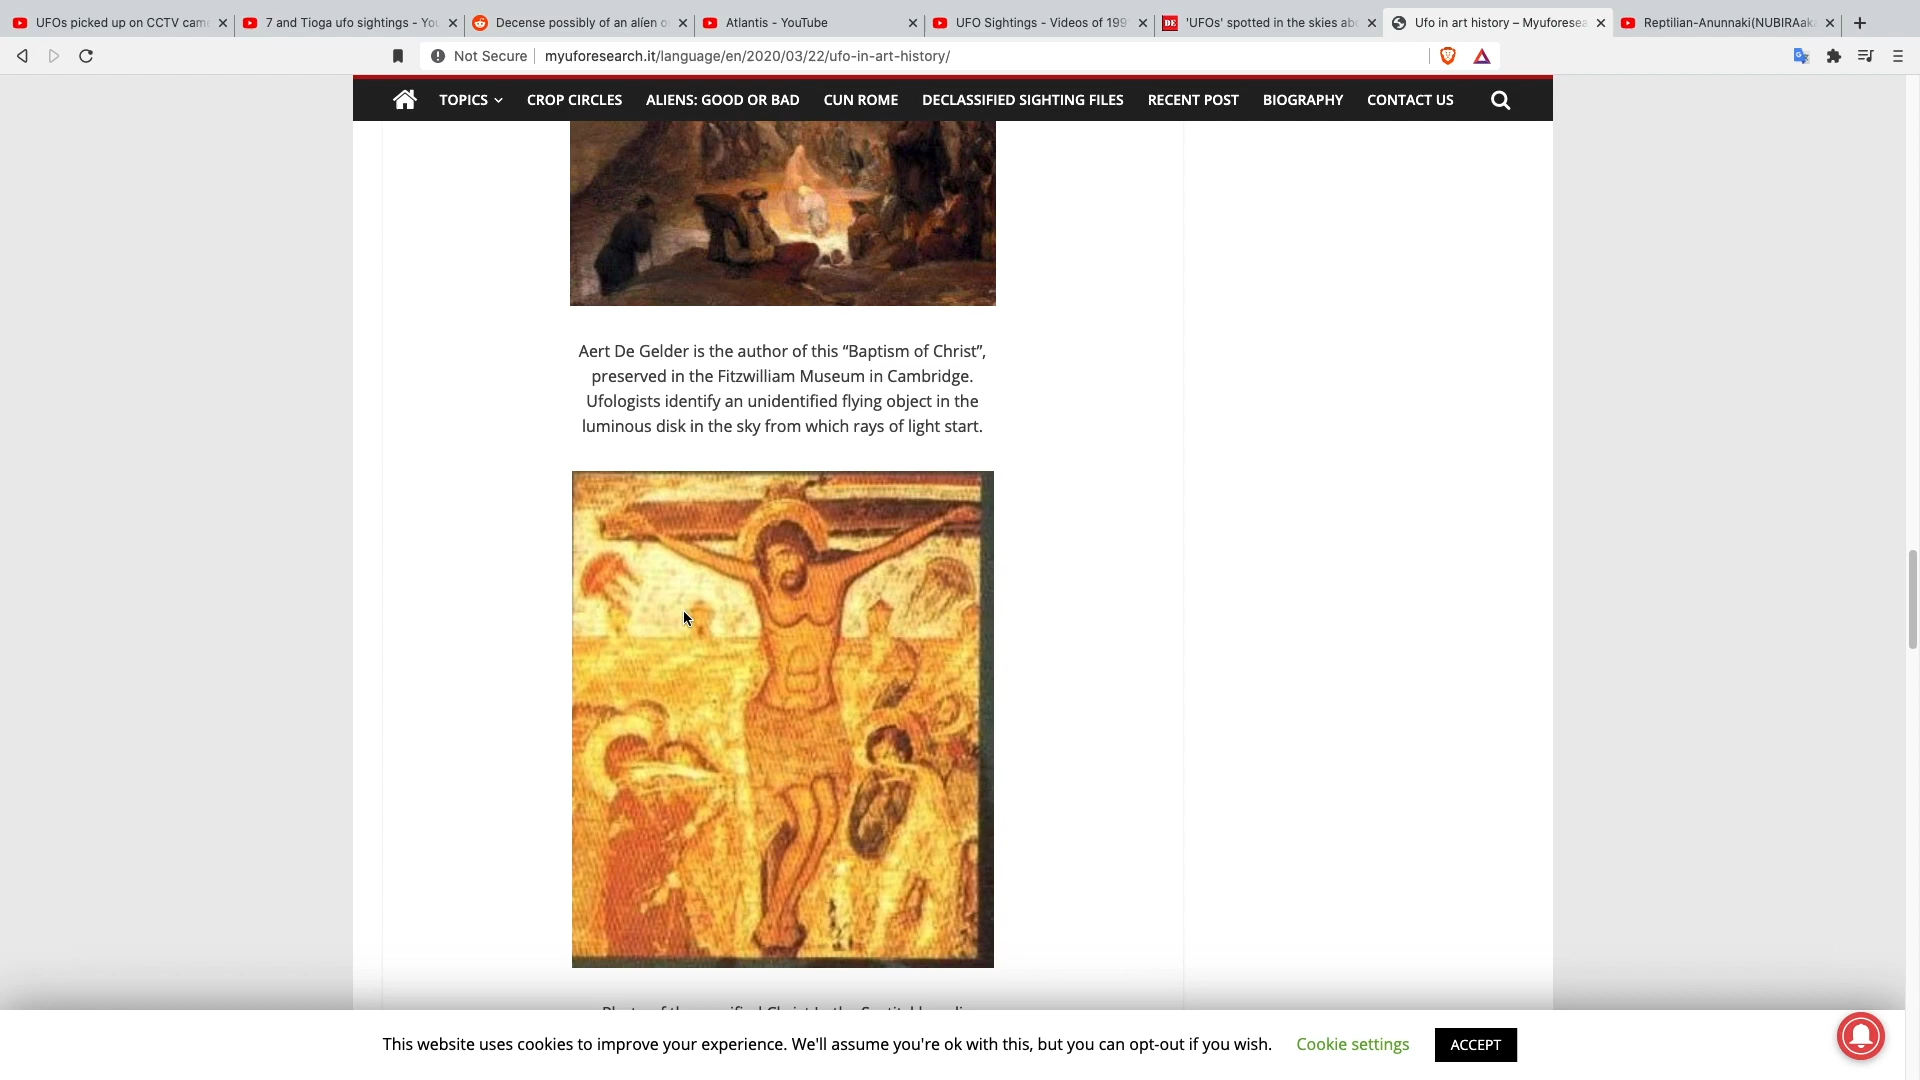 UFOs picked up on CCTV cam
7 and Tioga ufo sightings - You
Decense possibly of an alíen o
Atlantis - YouTube
UFO Sightings - Videos of 199
DE
'UFOs' spotted in the skies abo
Ufo in art history – Myuforesea
Reptilian-Anunnaki(NUBIRAak
Not Secure
myuforesearch.it/language/en/2020/03/22/ufo-in-art-history/
TOPICS CROP CIRCLES ALIENS: GOOD OR BAD CUN ROME DECLASSIFIED SIGHTING FILES RECENT POST BIOGRAPHY CONTACT US
Aert De Gelder is the author of this “Baptism of Christ”,
preserved in the Fitzwilliam Museum in Cambridge.
Ufologists identify an unidentified flying object in the
luminous disk in the sky from which rays of light start.
This website uses cookies to improve your experience. We'll assume you're ok with this, but you can opt-out if you wish. Cookie settings ACCEPT